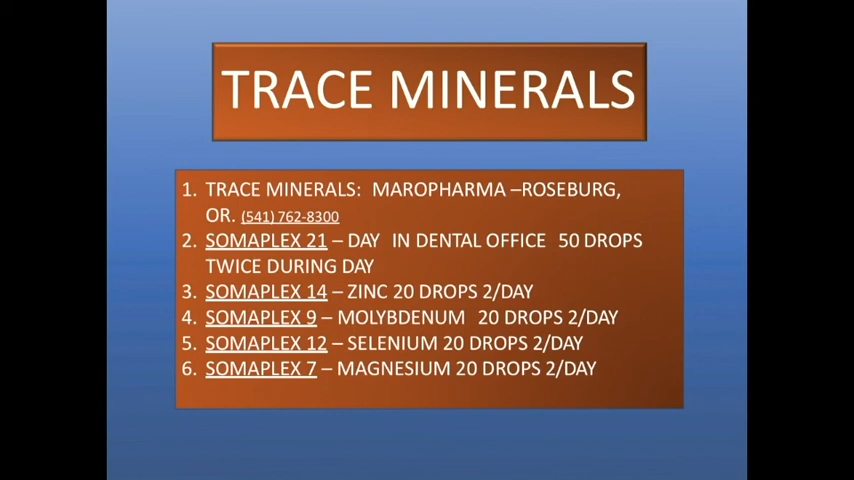 TRACE MINERALS
1. TRACE MINERALS: MAROPHARMA –ROSEBURG,
OR. (541) 762-8300
2. SOMAPLEX 21 – DAY IN DENTAL OFFICE 50 DROPS
TWICE DURING DAY
3. SOMAPLEX 14 – ZINC 20 DROPS 2/DAY
4. SOMAPLEX 9 – MOLYBDENUM 20 DROPS 2/DAY
5. SOMAPLEX 12 – SELENIUM 20 DROPS 2/DAY
6. SOMAPLEX 7 – MAGNESIUM 20 DROPS 2/DAY